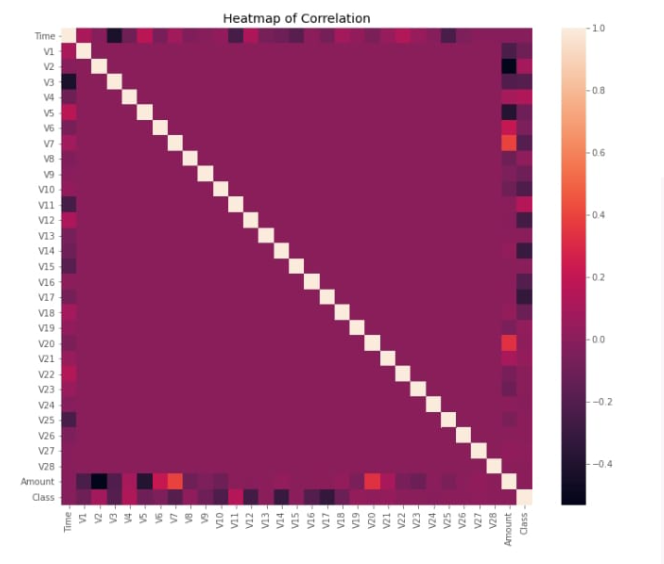 Heatmap of Correlation
Time
V1
V2
V3
V4
V5
V6
V7
V8
V9
V10
V11
V12
V13
V14
V15
V16
V17
V18
V19
V20
V21
V22
V23
V24
V25
V26
V27
V28
Amount
Class
Time V1 V2 V3 V4 V5 V6 V7 V8 V9 V10 V11 V12 V13 V14 V15 V16 V17 V18 V19 V20 V21 V22 V23 V24 V25 V26 V27 V28 Amount Class
1.0
0.8
0.6
0.4
0.2
0.0
−0.2
−0.4